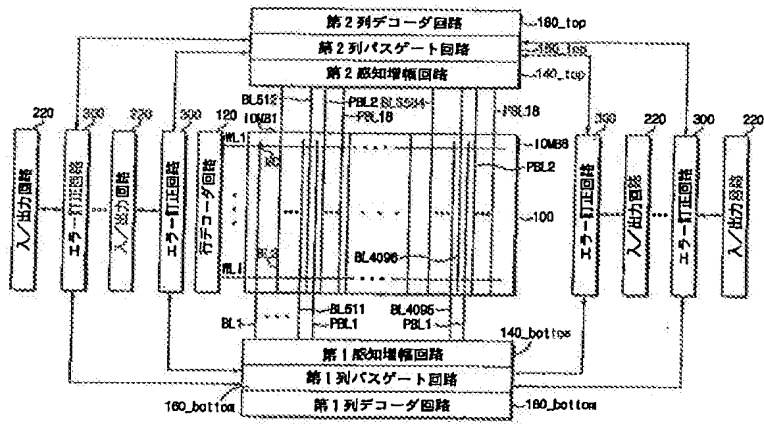 第2列デコーダ回路
180_top
第2列パスゲート回路
第2感知増幅回路
140_top
BL512
PBL2
PBL18
PBL18
220
300
220
300
120
IOMB1
WL1
300
220
300
220
IOMB8
PBL2
入/出力回路
エラー訂正回路
入/出力回路
エラー訂正回路
行デコーダ回路
100
エラー訂正回路
入/出力回路
エラー訂正回路
入/出力回路
BL4096
BL1
BL511
PBL1
BL4095
PBL1
140_bottom
第1感知増幅回路
第1列パスゲート回路
第1列デコーダ回路
160_bottom
180_bottom